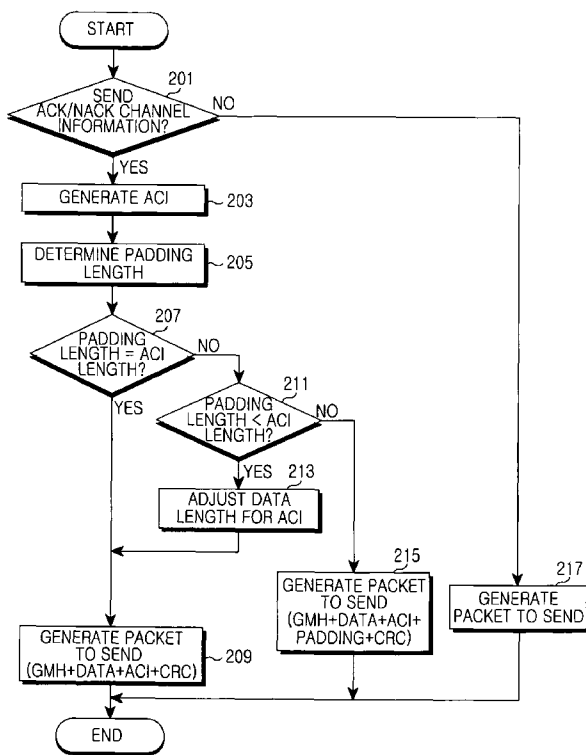 START
201
SEND
ACK/NACK CHANNEL
INFORMATION?
NO
YES
GENERATE ACI
203
DETERMINE PADDING
LENGTH
205
207
PADDING
LENGTH = ACI
LENGTH?
NO
YES
211
PADDING
LENGTH < ACI
LENGTH?
NO
YES
213
ADJUST DATA
LENGTH FOR ACI
215
GENERATE PACKET
TO SEND
(GMH+DATA+ACI+
PADDING+CRC)
217
GENERATE
PACKET TO SEND
GENERATE PACKET
TO SEND
(GMH+DATA+ACI+CRC)
209
END